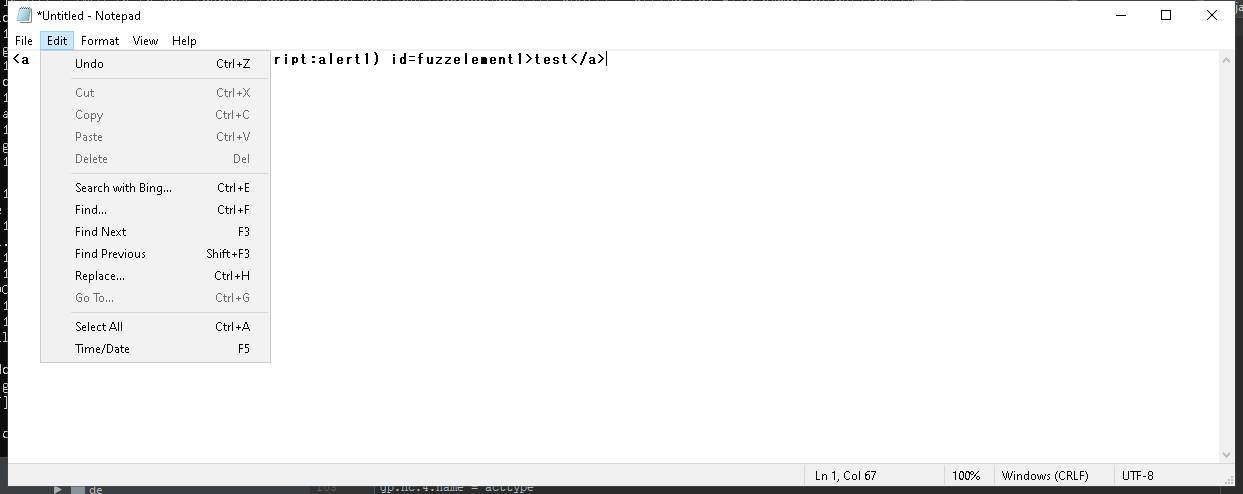 *Untitled - Notepad
File Edit Format View Help
<a ript:alert1) id=fuzzelement1>test</a>
Undo Ctrl+Z
Cut Ctrl+X
Copy Ctrl+C
Paste Ctrl+V
Delete Del
Search with Bing... Ctrl+E
Find... Ctrl+F
Find Next F3
Find Previous Shift+F3
Replace... Ctrl+H
Go To... Ctrl+G
Select All Ctrl+A
Time/Date F5
Ln 1, Col 67 100% Windows (CRLF) UTF-8
de gp.nc.4.name = acctype